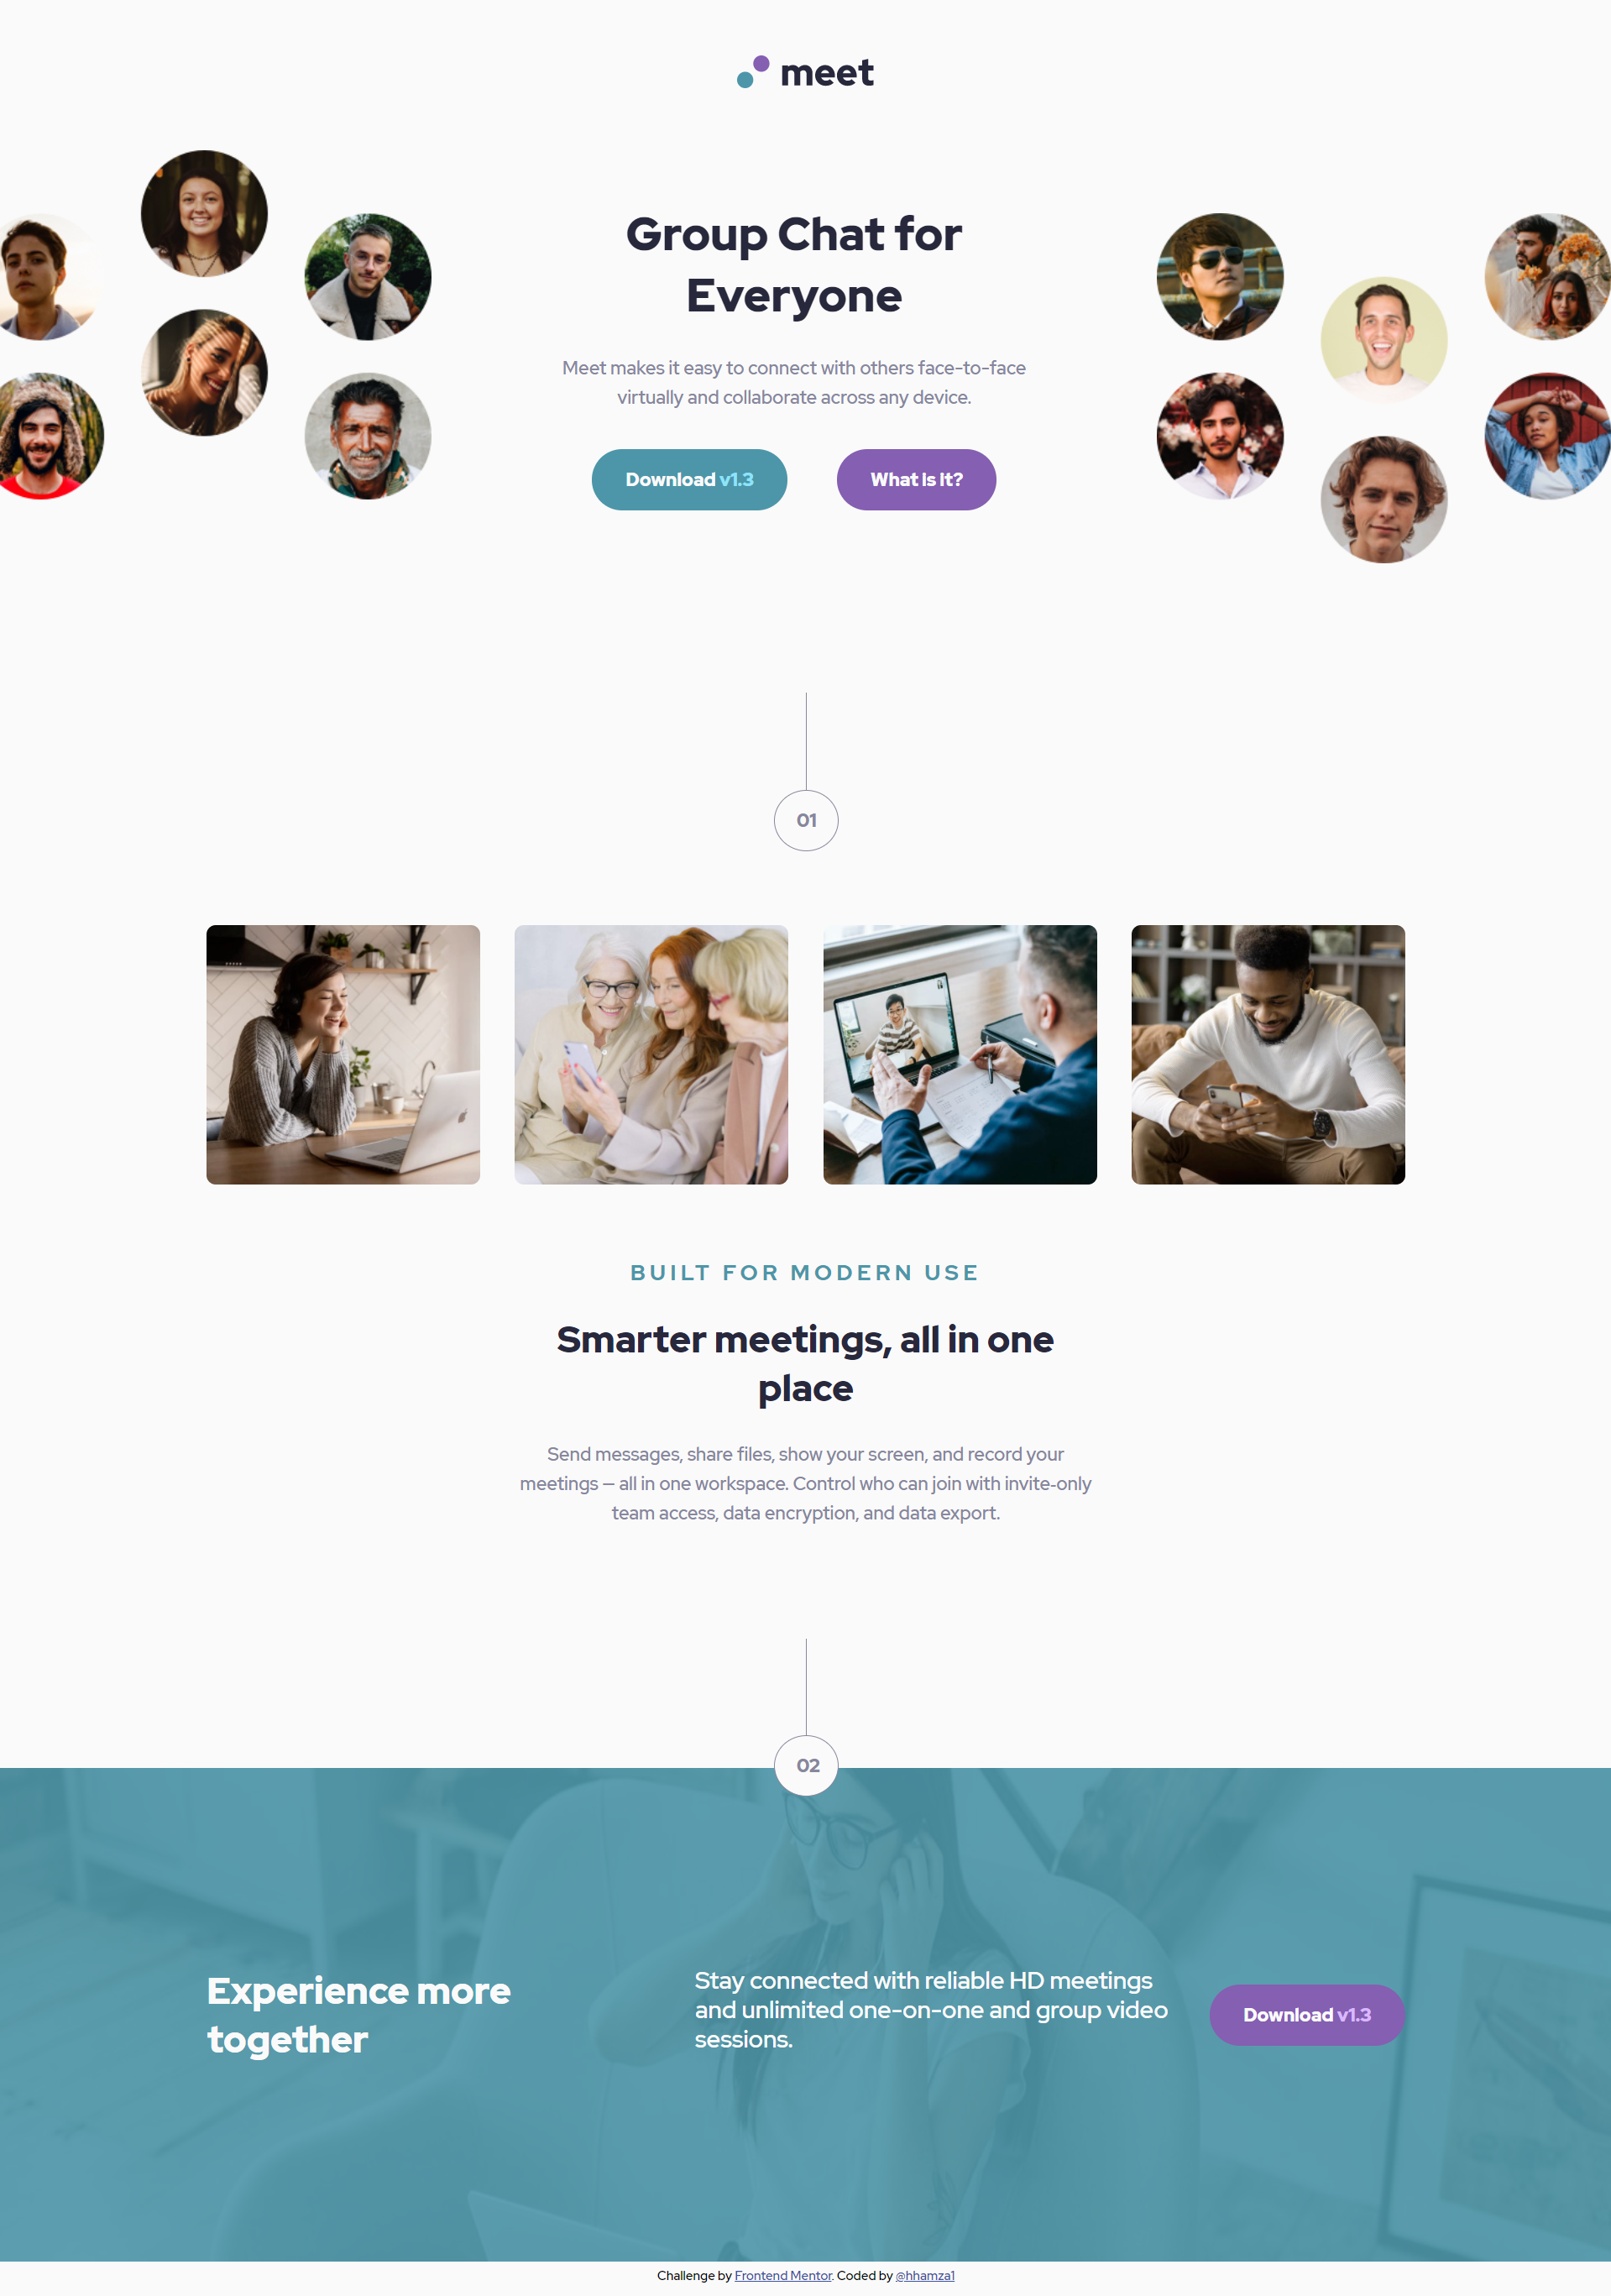 meet
Group Chat for
Everyone
Meet makes it easy to connect with others face-to-face
virtually and collaborate across any device.
Download v1.3
What is it?
01
BUILT FOR MODERN USE
Smarter meetings, all in one
place
Send messages, share files, show your screen, and record your
meetings — all in one workspace. Control who can join with invite-only
team access, data encryption, and data export.
02
Experience more
together
Stay connected with reliable HD meetings
and unlimited one-on-one and group video
sessions.
Download v1.3
Challenge by Frontend Mentor. Coded by @hhamza1